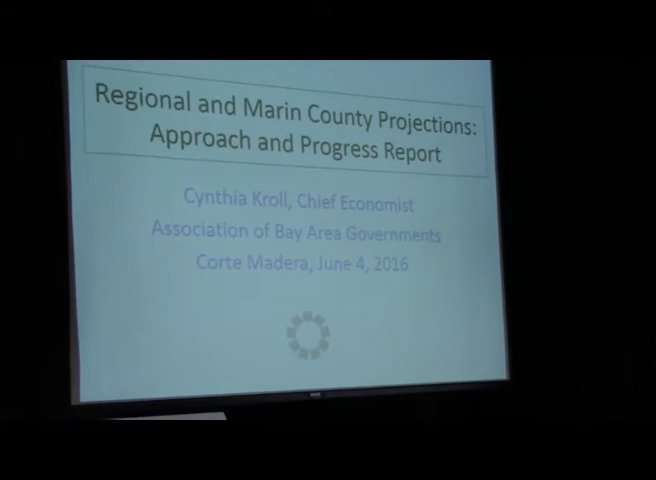 Regional and Marin County Projections:
Approach and Progress Report
Cynthia Kroll, Chief Economist
Association of Bay Area Governments
Corte Madera, June 4, 2016